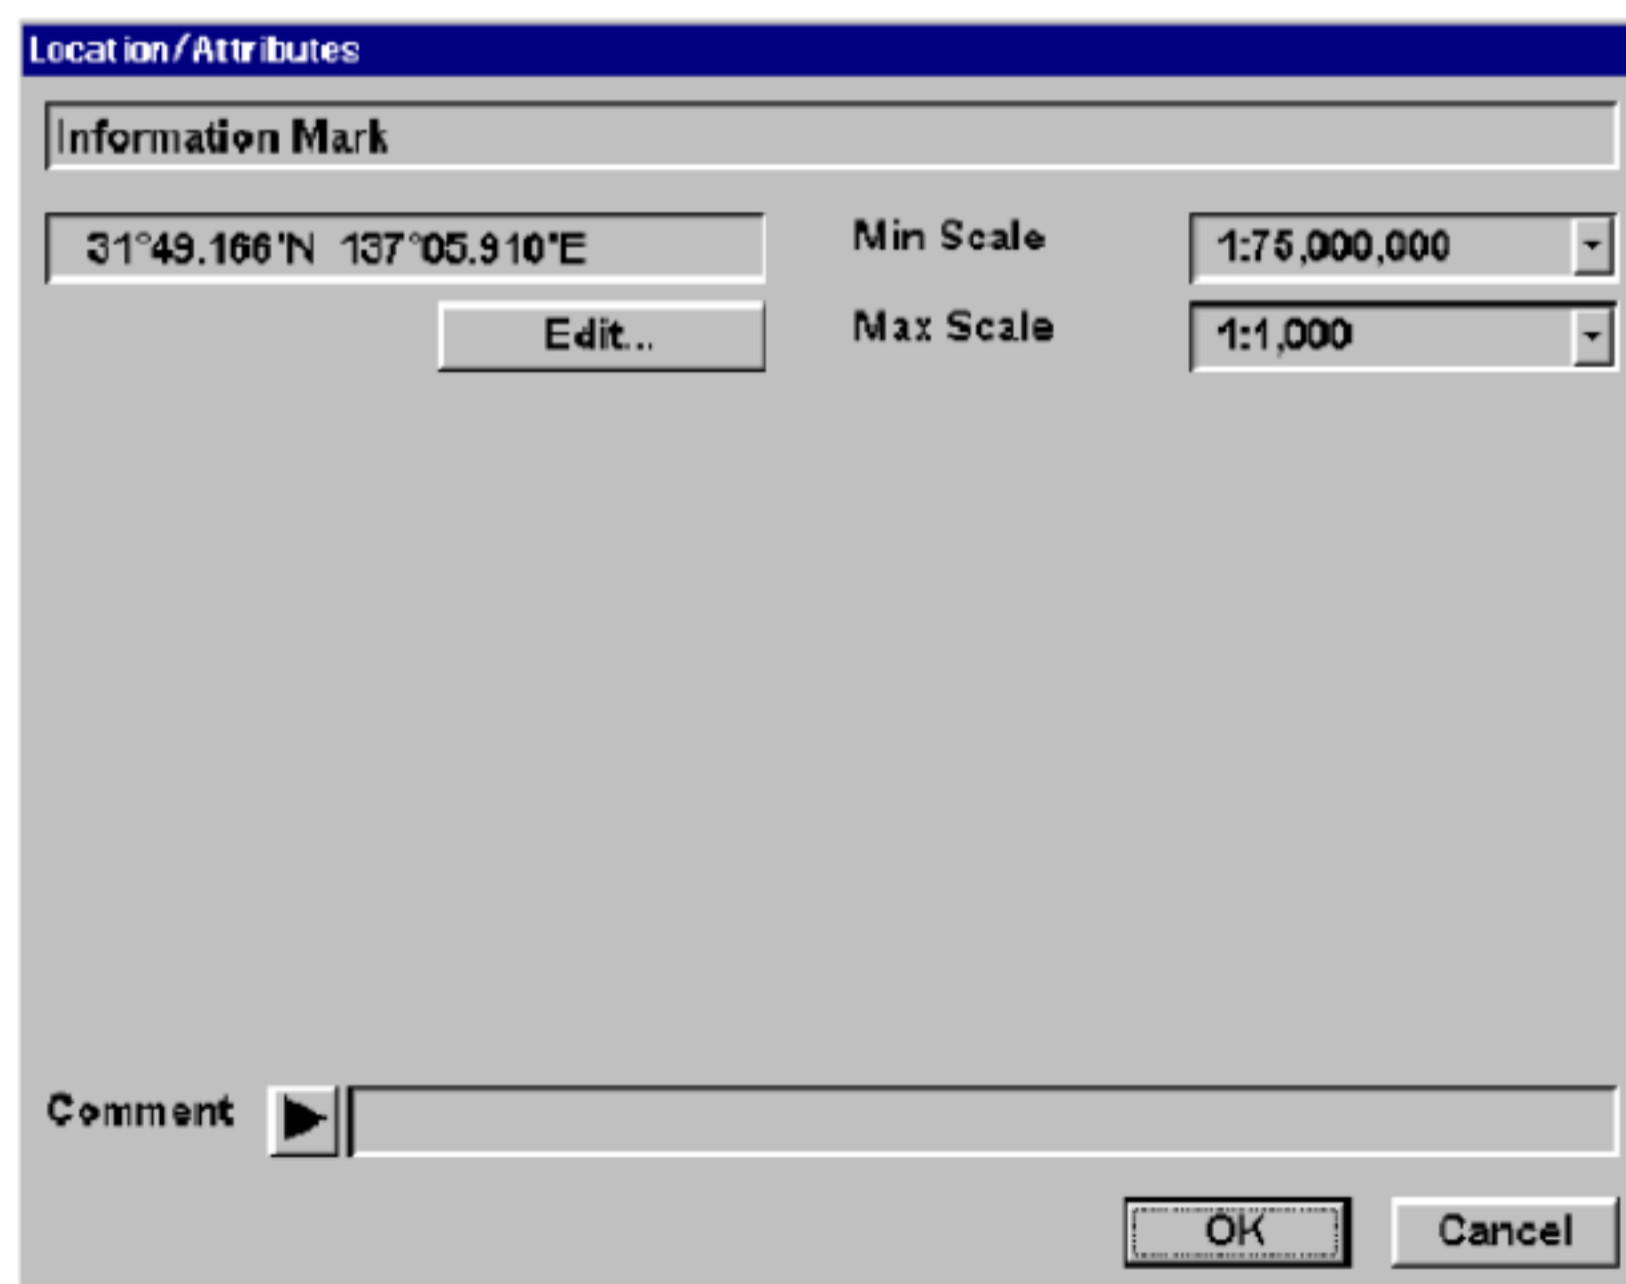 Location/Attributes
Information Mark
31°49.166'N 137°05.910'E
Min Scale 1:75,000,000
Edit...
Max Scale 1:1,000
Comment
OK Cancel